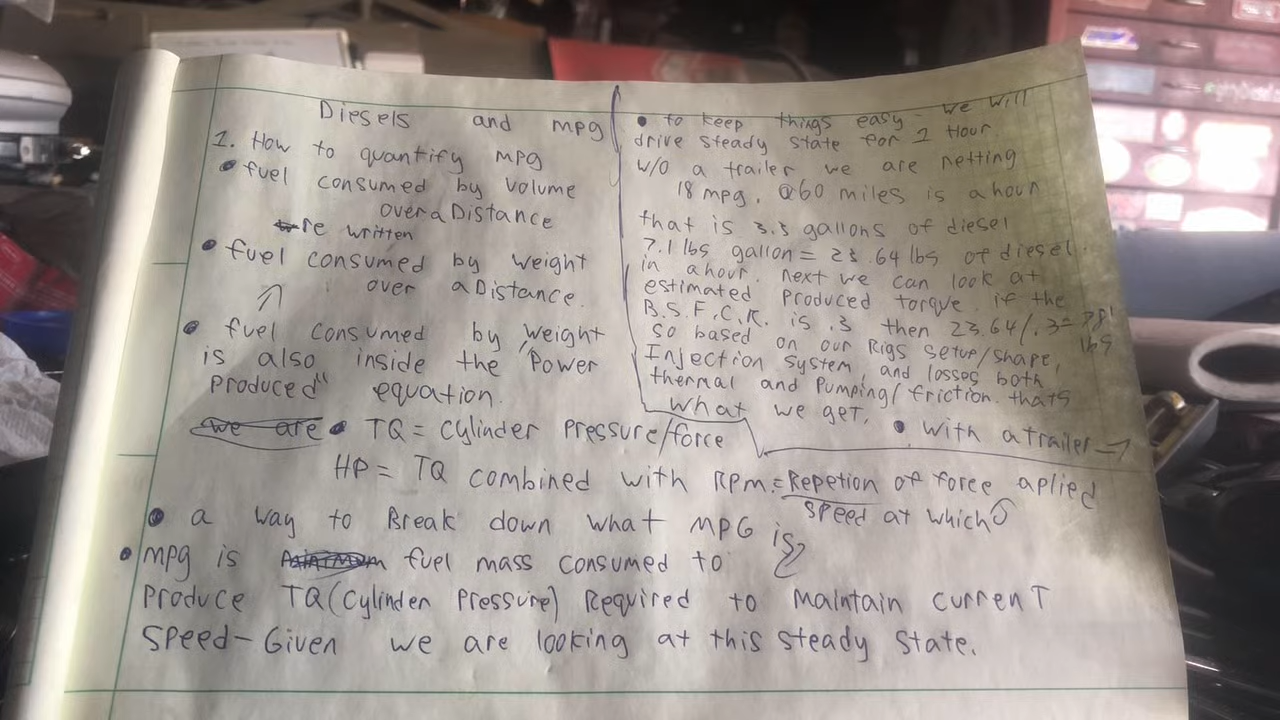 Diesels and mpg
1. How to quantify mpg
• fuel consumed by volume
over a Distance
re written
• fuel consumed by weight
over a Distance.
• fuel consumed by weight
is also inside the "Power
produced" equation.
we are • TQ = cylinder Pressure/force
HP = TQ combined with RPM. = Repetion of force aplied
speed at which
• a way to Break down what MPG is
• mpg is fuel mass consumed to
Produce TQ (cylinder Pressure) Required to maintain current
speed - Given we are looking at this steady state.
• to keep things easy we will
drive steady state for 1 Hour.
w/o a trailer we are netting
18 mpg. @60 miles is a hour
that is 3.3 gallons of diesel
7.1 lbs gallon = 23.64 lbs of diesel
in a hour. next we can look at
estimated produced torque. if the
B.S.F.C.R. is .3 then 23.64/.3 = 78'
lbs
so based on our Rigs setup/shape,
Injection system, and losses both
thermal and Pumping/friction. thats
what we get. • with a trailer →